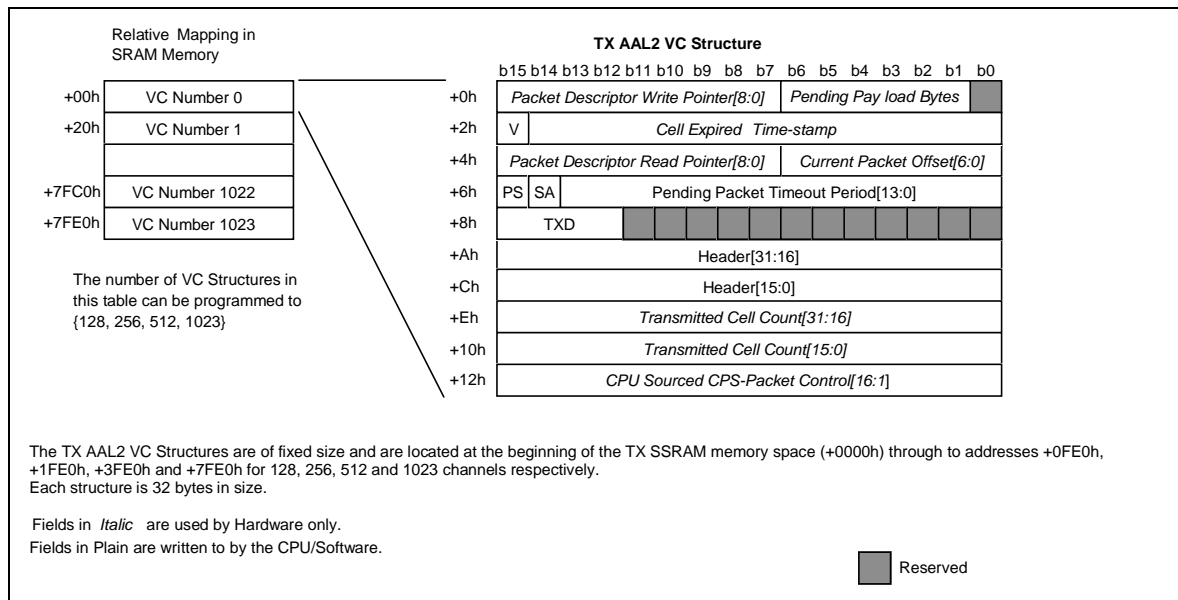 Relative Mapping in
SRAM Memory
TX AAL2 VC Structure
b15 b14 b13 b12 b11 b10 b9 b8 b7 b6 b5 b4 b3 b2 b1 b0
+00h VC Number 0
+20h VC Number 1
+7FC0h VC Number 1022
+7FE0h VC Number 1023
The number of VC Structures in
this table can be programmed to
{128, 256, 512, 1023}
+0h Packet Descriptor Write Pointer[8:0] Pending Pay load Bytes
+2h V Cell Expired Time-stamp
+4h Packet Descriptor Read Pointer[8:0] Current Packet Offset[6:0]
+6h PS SA Pending Packet Timeout Period[13:0]
+8h TXD
+Ah Header[31:16]
+Ch Header[15:0]
+Eh Transmitted Cell Count[31:16]
+10h Transmitted Cell Count[15:0]
+12h CPU Sourced CPS-Packet Control[16:1]
The TX AAL2 VC Structures are of fixed size and are located at the beginning of the TX SSRAM memory space (+0000h) through to addresses +0FE0h,
+1FE0h, +3FE0h and +7FE0h for 128, 256, 512 and 1023 channels respectively.
Each structure is 32 bytes in size.
Fields in Italic are used by Hardware only.
Fields in Plain are written to by the CPU/Software.
Reserved